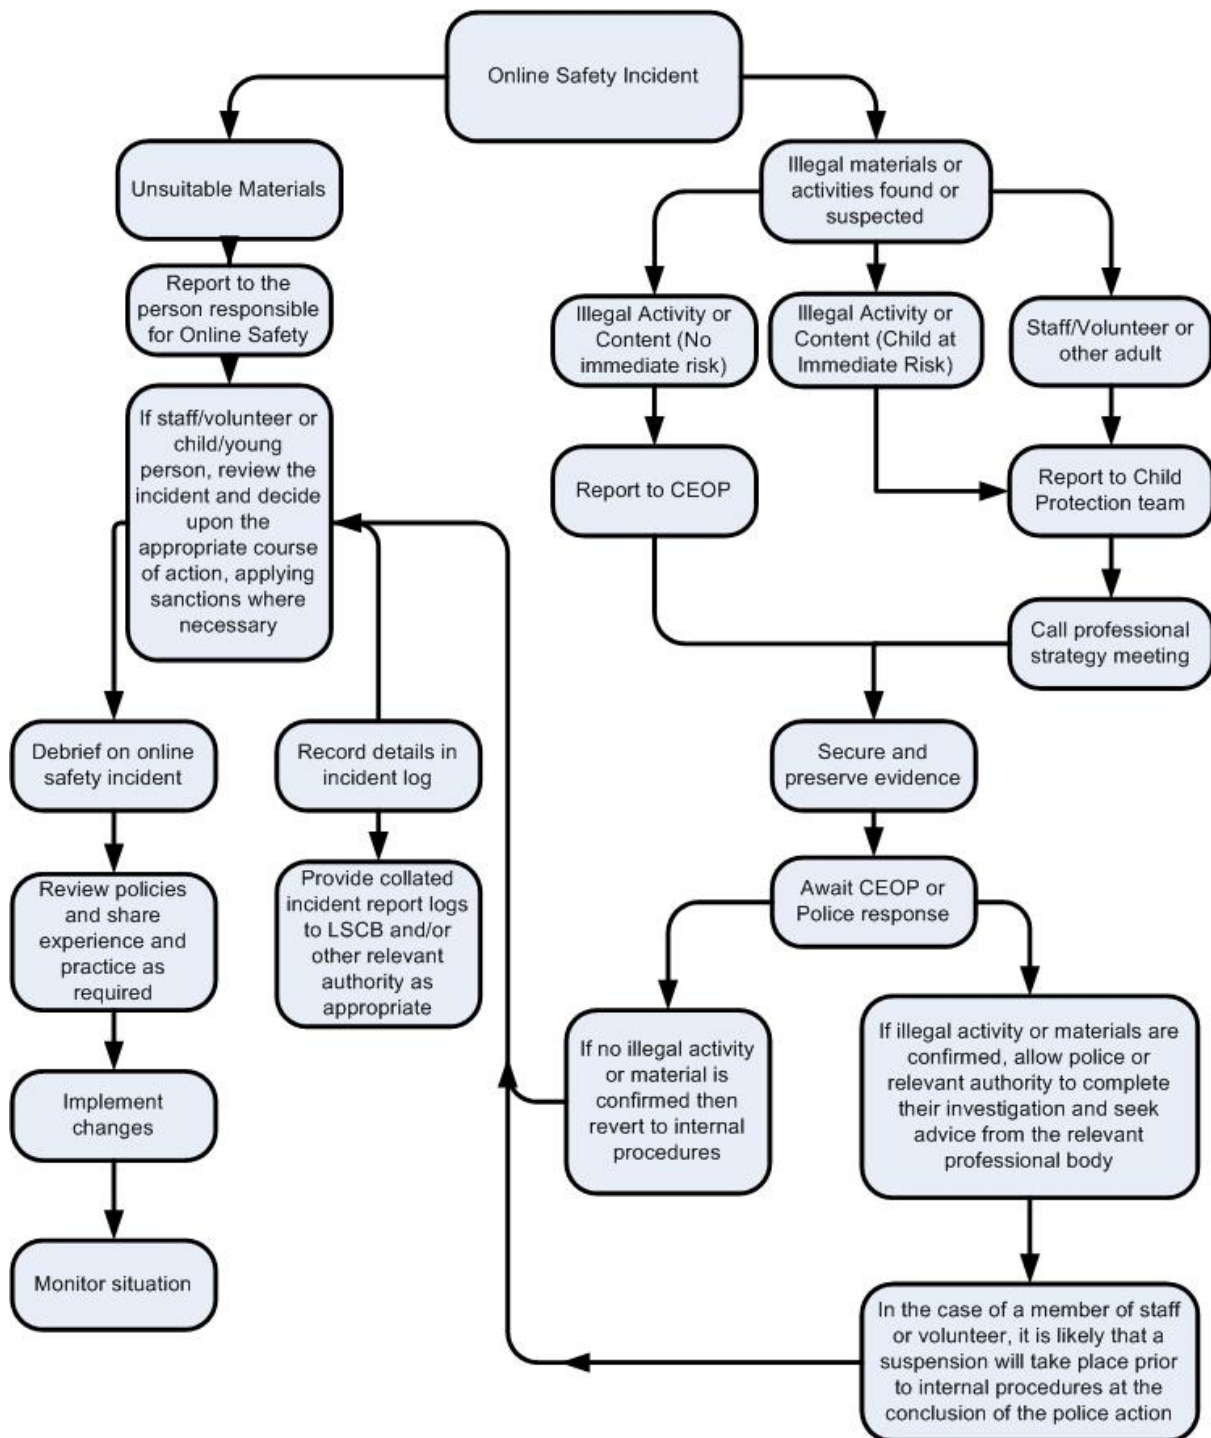 Online Safety Incident
Unsuitable Materials
Illegal materials or
activities found or
suspected
Report to the
person responsible
for Online Safety
Illegal Activity or
Content (No
immediate risk)
Illegal Activity or
Content (Child at
Immediate Risk)
Staff/Volunteer or
other adult
If staff/volunteer or
child/young
person, review the
incident and decide
upon the
appropriate course
of action, applying
sanctions where
necessary
Report to CEOP
Report to Child
Protection team
Call professional
strategy meeting
Debrief on online
safety incident
Record details in
incident log
Secure and
preserve evidence
Review policies
and share
experience and
practice as
required
Provide collated
incident report logs
to LSCB and/or
other relevant
authority as
appropriate
Await CEOP or
Police response
If no illegal activity
or material is
confirmed then
revert to internal
procedures
If illegal activity or materials are
confirmed, allow police or
relevant authority to complete
their investigation and seek
advice from the relevant
professional body
Implement
changes
Monitor situation
In the case of a member of staff
or volunteer, it is likely that a
suspension will take place prior
to internal procedures at the
conclusion of the police action